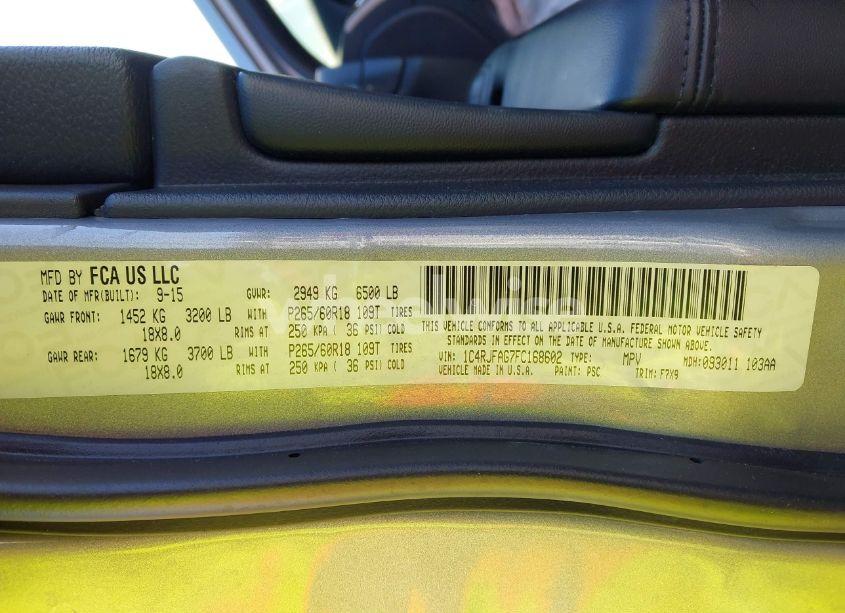 MFD BY FCA US LLC
DATE OF MFR(BUILT): 9-15 GVWR: 2949 KG 6500 LB
GAWR FRONT: 1452 KG 3200 LB WITH P265/60R18 109T TIRES
18X8.0 RIMS AT 250 KPA ( 36 PSI) COLD
GAWR REAR: 1679 KG 3700 LB WITH P265/60R18 109T TIRES
18X8.0 RIMS AT 250 KPA ( 36 PSI) COLD
THIS VEHICLE CONFORMS TO ALL APPLICABLE U.S.A. FEDERAL MOTOR VEHICLE SAFETY
STANDARDS IN EFFECT ON THE DATE OF MANUFACTURE SHOWN ABOVE.
VIN: 1C4RJFAG7FC168602 TYPE: MPV MDH: 093011 103AA
VEHICLE MADE IN U.S.A. PAINT: PSC TRIM: F7X9